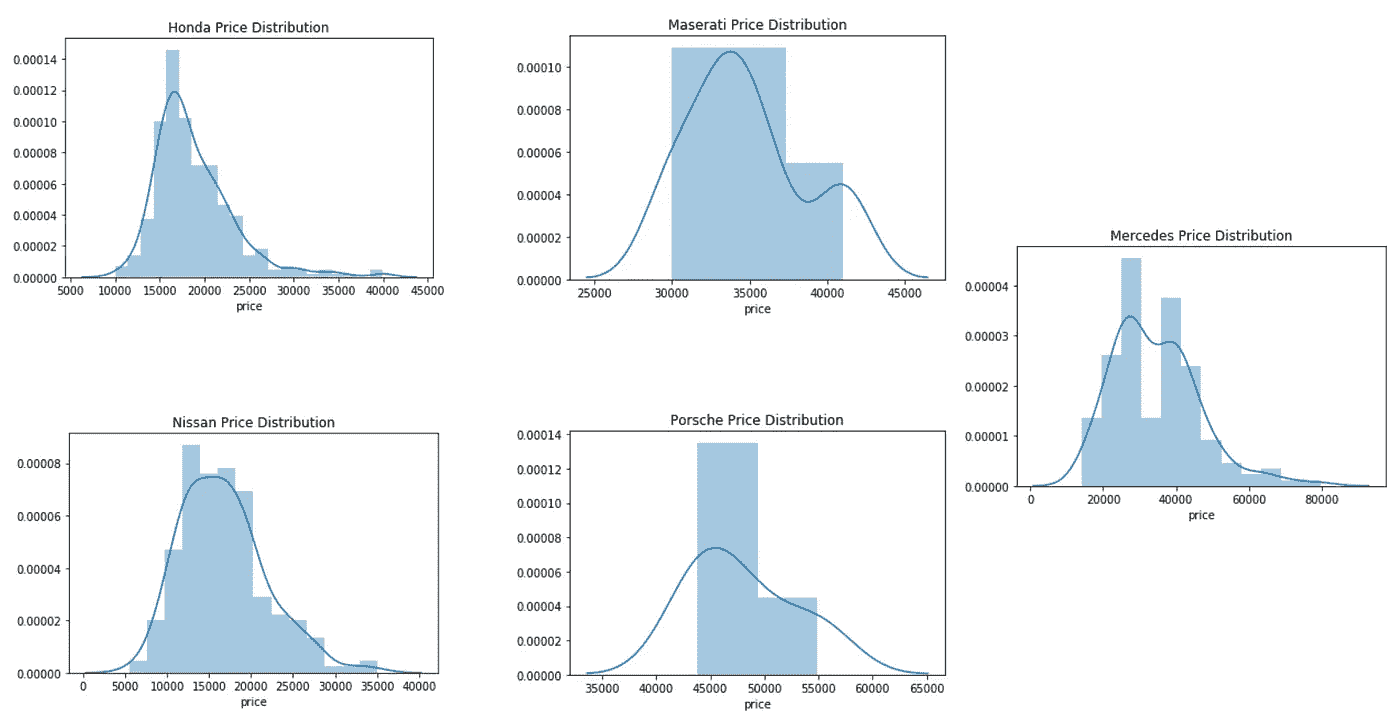 Honda Price Distribution
0.00014
0.00012
0.00010
0.00008
0.00006
0.00004
0.00002
0.00000
5000 10000 15000 20000 25000 30000 35000 40000 45000
price
Maserati Price Distribution
0.00010
0.00008
0.00006
0.00004
0.00002
0.00000
25000 30000 35000 40000 45000
price
Mercedes Price Distribution
0.00004
0.00003
0.00002
0.00001
0.00000
0 20000 40000 60000 80000
price
Nissan Price Distribution
0.00008
0.00006
0.00004
0.00002
0.00000
0 5000 10000 15000 20000 25000 30000 35000 40000
price
Porsche Price Distribution
0.00014
0.00012
0.00010
0.00008
0.00006
0.00004
0.00002
0.00000
35000 40000 45000 50000 55000 60000 65000
price